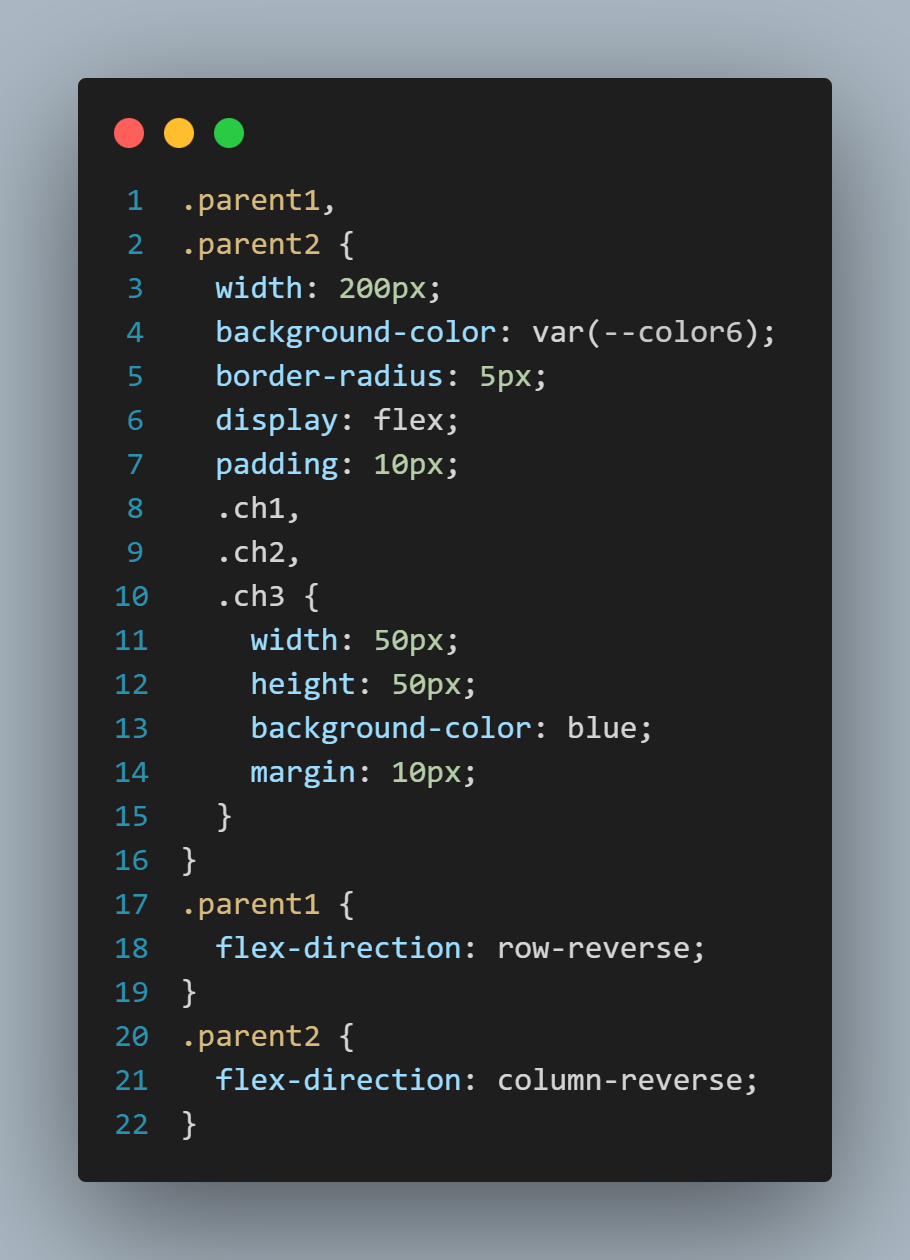 1 .parent1,
2 .parent2 {
3   width: 200px;
4   background-color: var(--color6);
5   border-radius: 5px;
6   display: flex;
7   padding: 10px;
8   .ch1,
9   .ch2,
10   .ch3 {
11     width: 50px;
12     height: 50px;
13     background-color: blue;
14     margin: 10px;
15   }
16 }
17 .parent1 {
18   flex-direction: row-reverse;
19 }
20 .parent2 {
21   flex-direction: column-reverse;
22 }